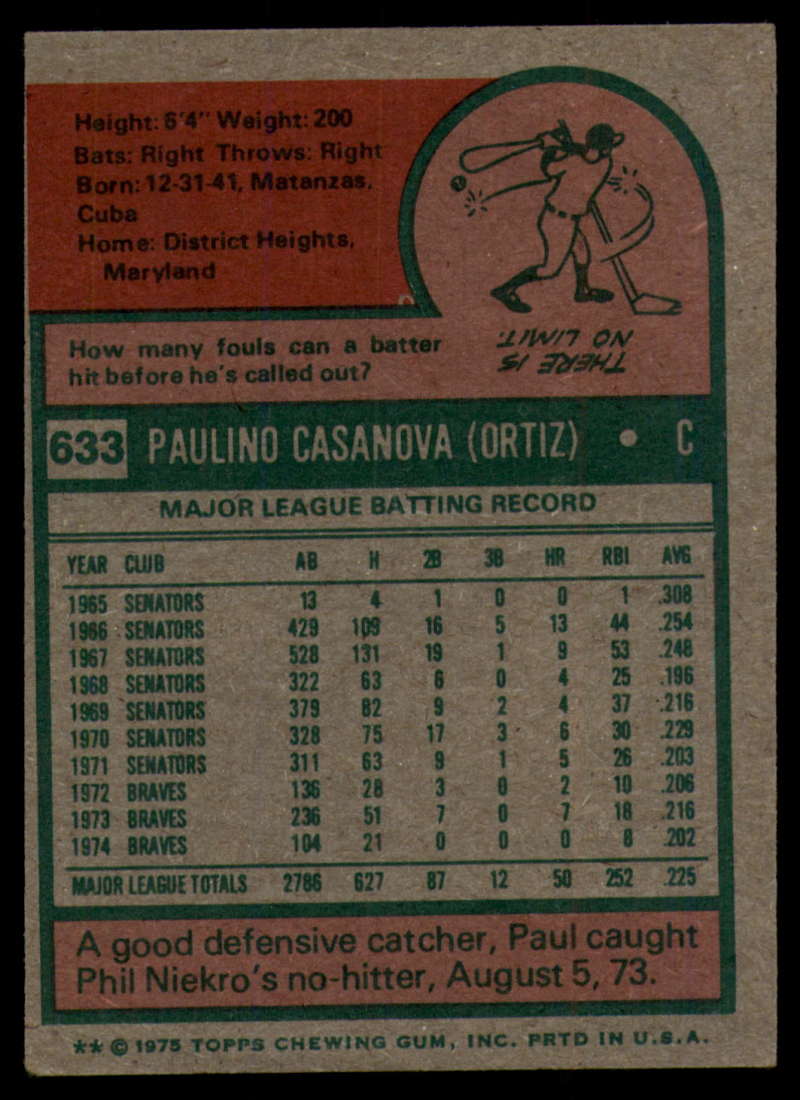 Height: 6'4" Weight: 200
Bats: Right Throws: Right
Born: 12-31-41, Matanzas,
Cuba
Home: District Heights,
Maryland
How many fouls can a batter
hit before he's called out?
THERE IS
NO LIMIT.
633 PAULINO CASANOVA (ORTIZ) • C
MAJOR LEAGUE BATTING RECORD
YEAR CLUB AB H 2B 3B HR RBI AVG
1965 SENATORS 13 4 1 0 0 1 .308
1966 SENATORS 429 109 16 5 13 44 .254
1967 SENATORS 528 131 19 1 9 53 .248
1968 SENATORS 322 63 6 0 4 25 .196
1969 SENATORS 379 82 9 2 4 37 .216
1970 SENATORS 328 75 17 3 6 30 .229
1971 SENATORS 311 63 9 1 5 26 .203
1972 BRAVES 136 28 3 0 2 10 .206
1973 BRAVES 236 51 7 0 7 18 .216
1974 BRAVES 104 21 0 0 0 8 .202
MAJOR LEAGUE TOTALS 2786 627 87 12 50 252 .225
A good defensive catcher, Paul caught
Phil Niekro's no-hitter, August 5, 73.
** © 1975 TOPPS CHEWING GUM, INC. PRTD IN U.S.A.